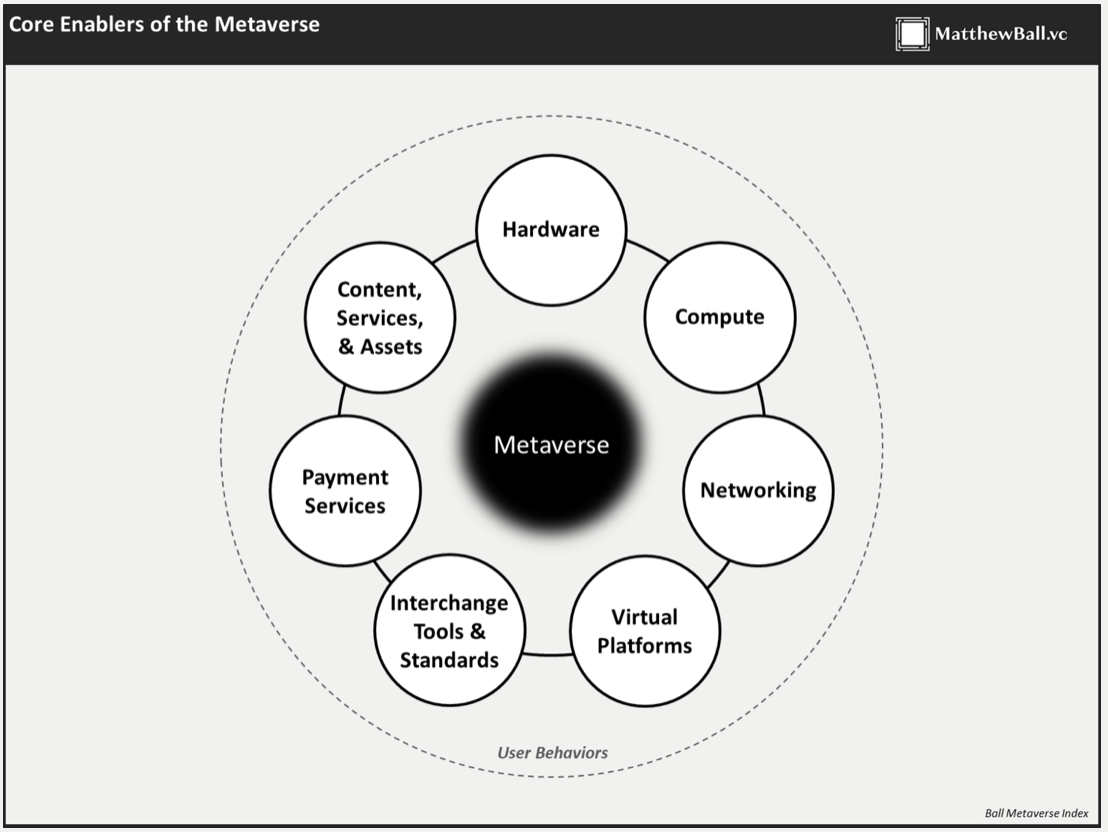 Core Enablers of the Metaverse
MatthewBall.vc
Hardware
Compute
Networking
Virtual
Platforms
Interchange
Tools &
Standards
Payment
Services
Content,
Services,
& Assets
Metaverse
User Behaviors
Ball Metaverse Index